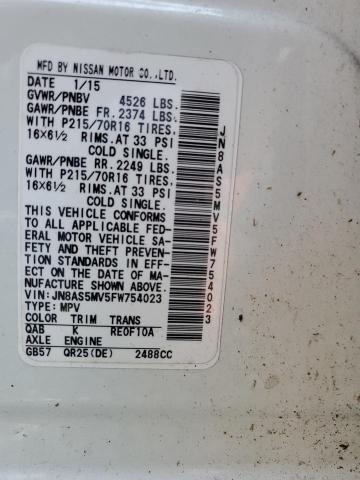 MFD BY NISSAN MOTOR CO.,LTD.
DATE 1/15
GVWR/PNBV 4526 LBS.
GAWR/PNBE FR. 2374 LBS.
WITH P215/70R16 TIRES,
16×6½ RIMS.AT 33 PSI
COLD SINGLE.
GAWR/PNBE RR. 2249 LBS.
WITH P215/70R16 TIRES,
16×6½ RIMS.AT 33 PSI
COLD SINGLE.
THIS VEHICLE CONFORMS
TO ALL APPLICABLE FED-
ERAL MOTOR VEHICLE SA-
FETY AND THEFT PREVEN-
TION STANDARDS IN EFF-
ECT ON THE DATE OF MA-
NUFACTURE SHOWN ABOVE.
VIN:JN8AS5MV5FW754023
TYPE:MPV
COLOR TRIM TRANS
QAB K RE0F10A
AXLE ENGINE
GB57 QR25(DE) 2488CC
JN8AS5MV5FW754023